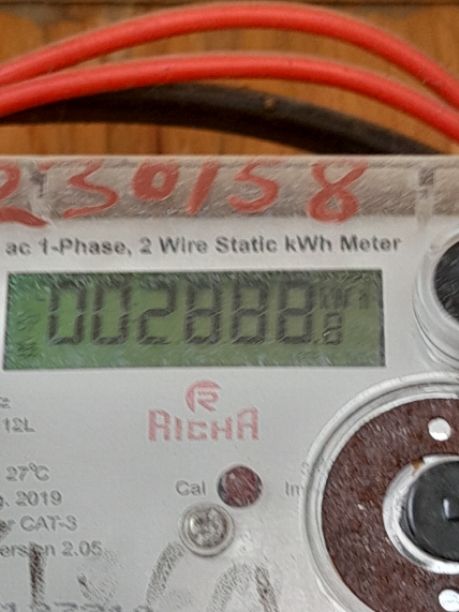 230158
ac 1-Phase, 2 Wire Static kWh Meter
002888.8
RICHA
12L
27°C
Cal
g. 2019
CAT-3
2.05